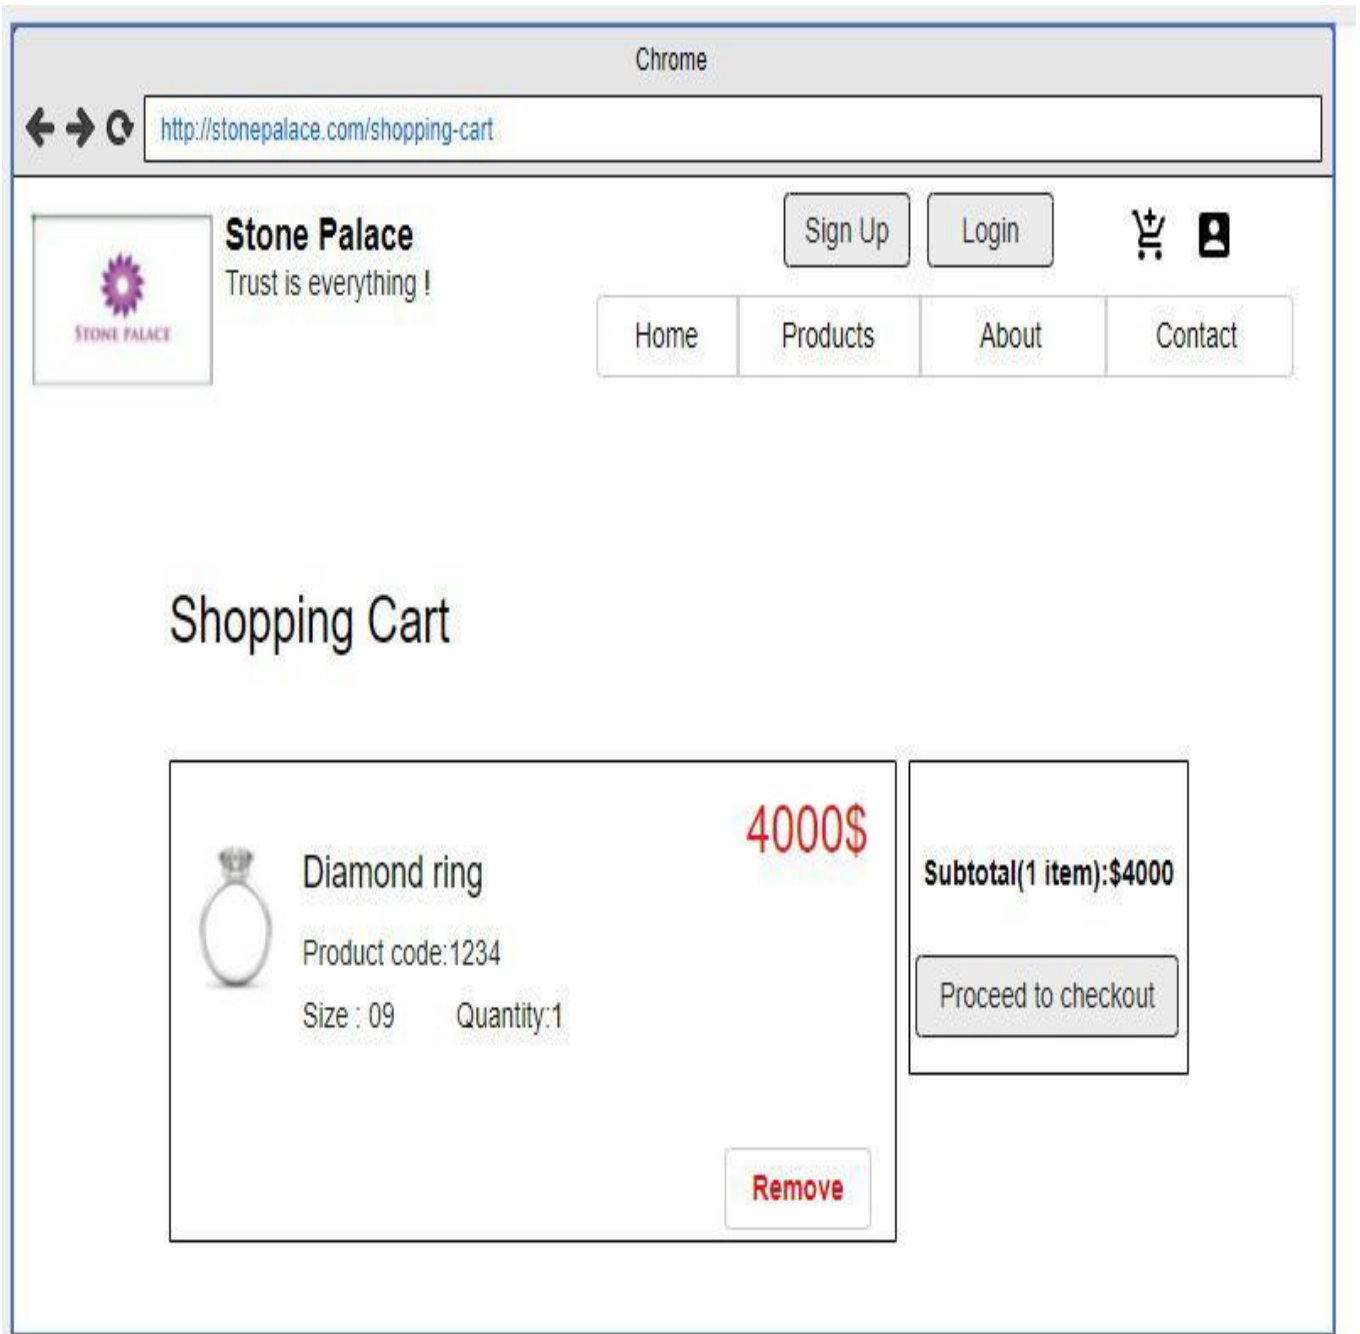 Chrome
http://stonepalace.com/shopping-cart
Stone Palace
Trust is everything !
STONE PALACE
Sign Up
Login
Home
Products
About
Contact
Shopping Cart
4000$
Diamond ring
Product code:1234
Size : 09 Quantity:1
Remove
Subtotal(1 item):$4000
Proceed to checkout